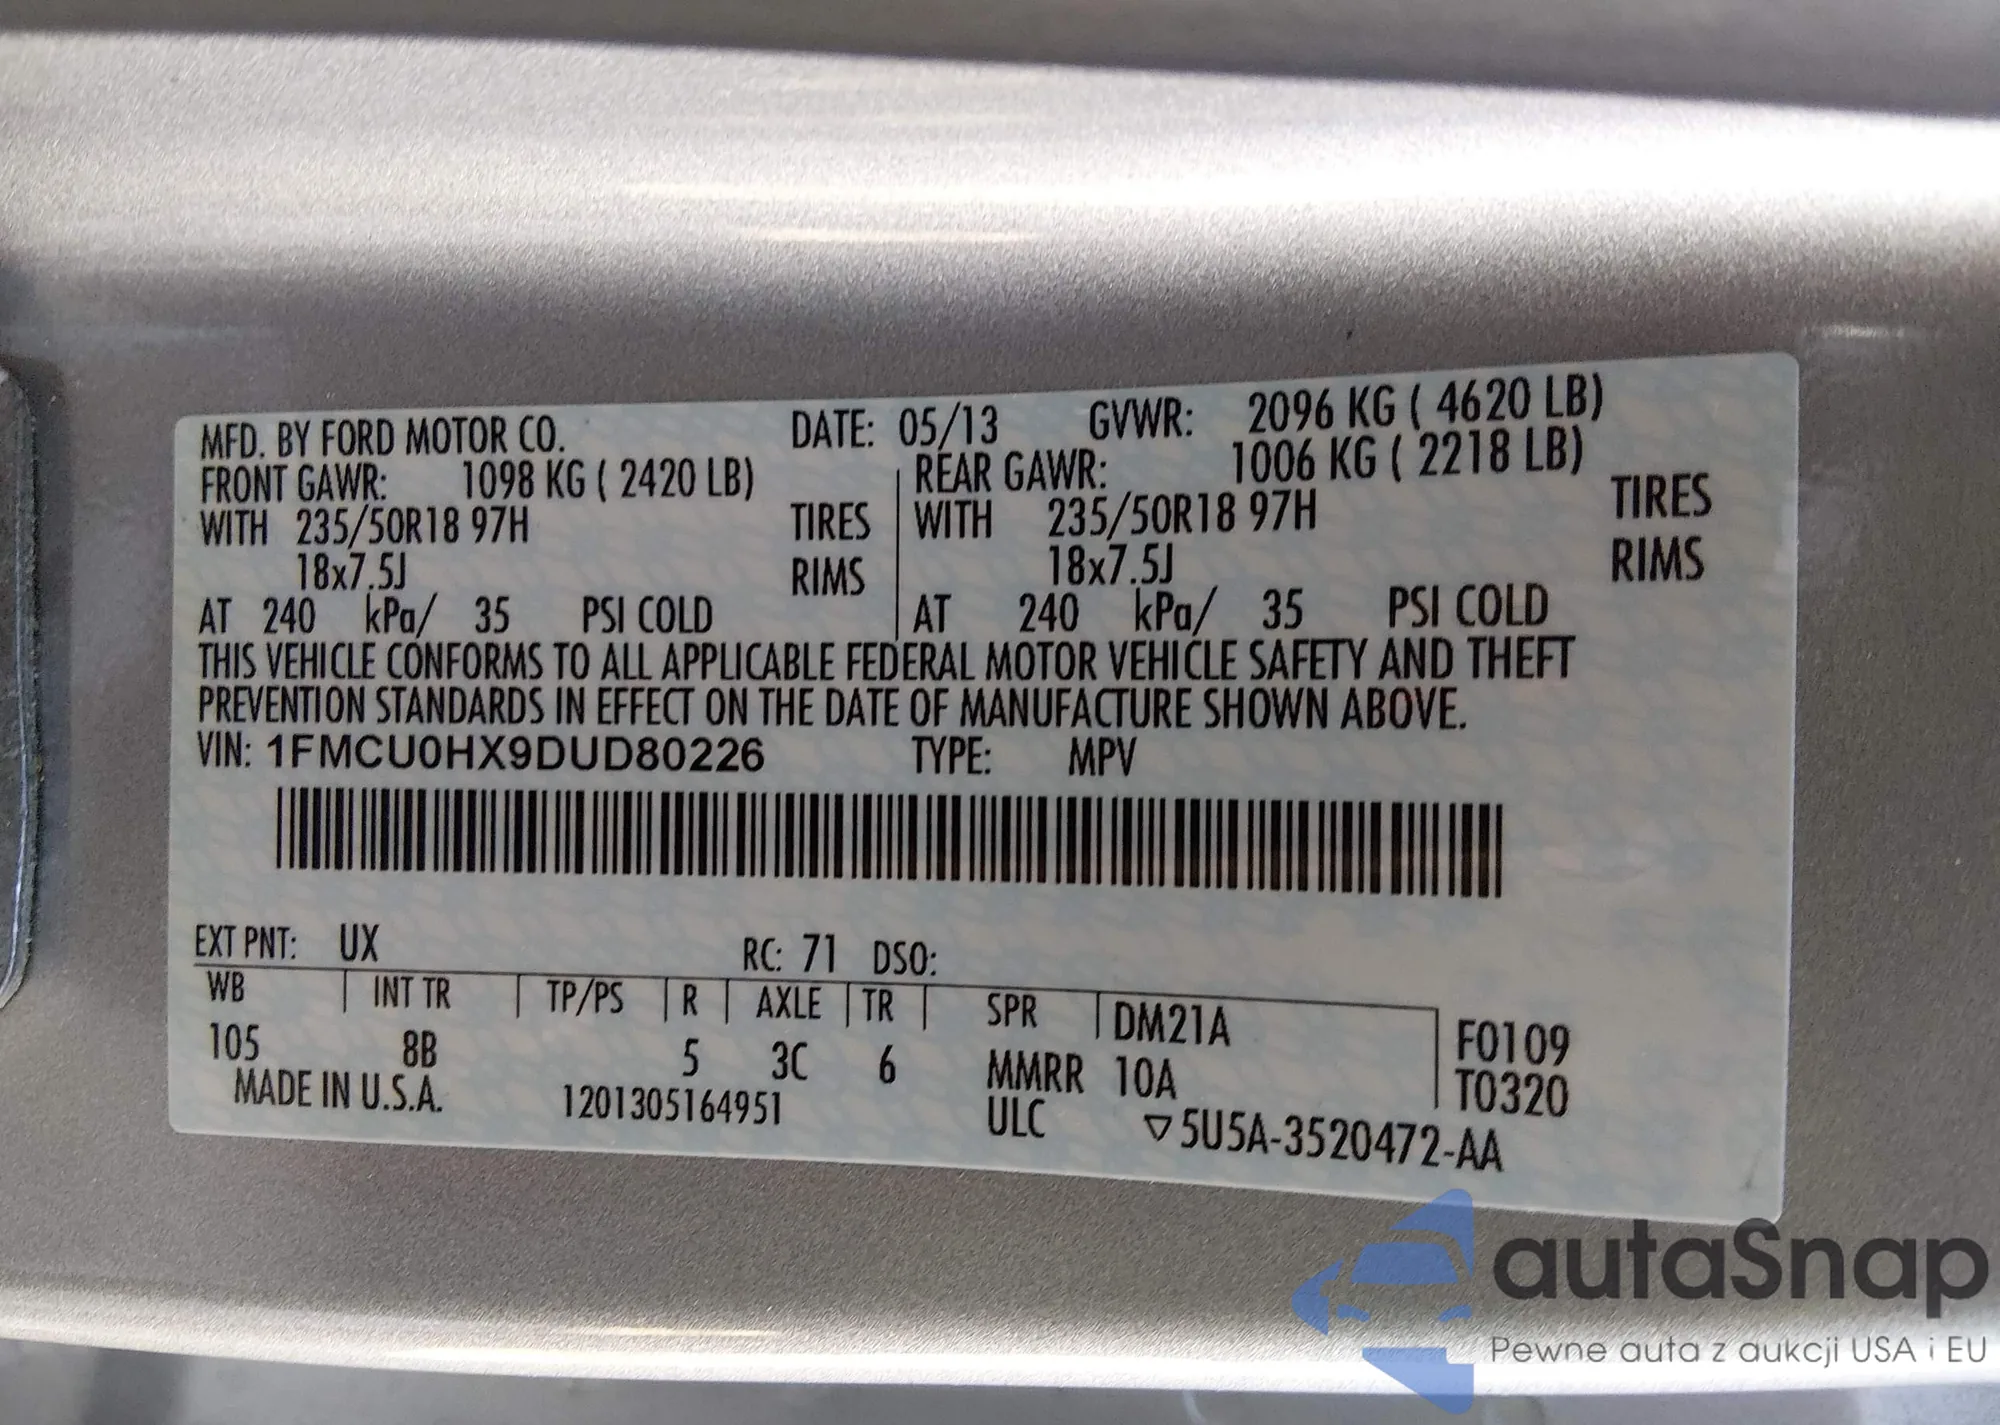 MFD. BY FORD MOTOR CO. DATE: 05/13 GVWR: 2096 KG ( 4620 LB)
FRONT GAWR: 1098 KG ( 2420 LB) REAR GAWR: 1006 KG ( 2218 LB)
WITH 235/50R18 97H TIRES WITH 235/50R18 97H TIRES
18x7.5J RIMS 18x7.5J RIMS
AT 240 kPa/ 35 PSI COLD AT 240 kPa/ 35 PSI COLD
THIS VEHICLE CONFORMS TO ALL APPLICABLE FEDERAL MOTOR VEHICLE SAFETY AND THEFT
PREVENTION STANDARDS IN EFFECT ON THE DATE OF MANUFACTURE SHOWN ABOVE.
VIN: 1FMCU0HX9DUD80226 TYPE: MPV
EXT PNT: UX RC: 71 DSO:
WB INT TR TP/PS R AXLE TR SPR DM21A F0109
105 8B 5 3C 6 MMRR 10A T0320
MADE IN U.S.A. 1201305164951 ULC ▽5U5A-3520472-AA
autaSnap
Pewne auta z aukcji USA i EU